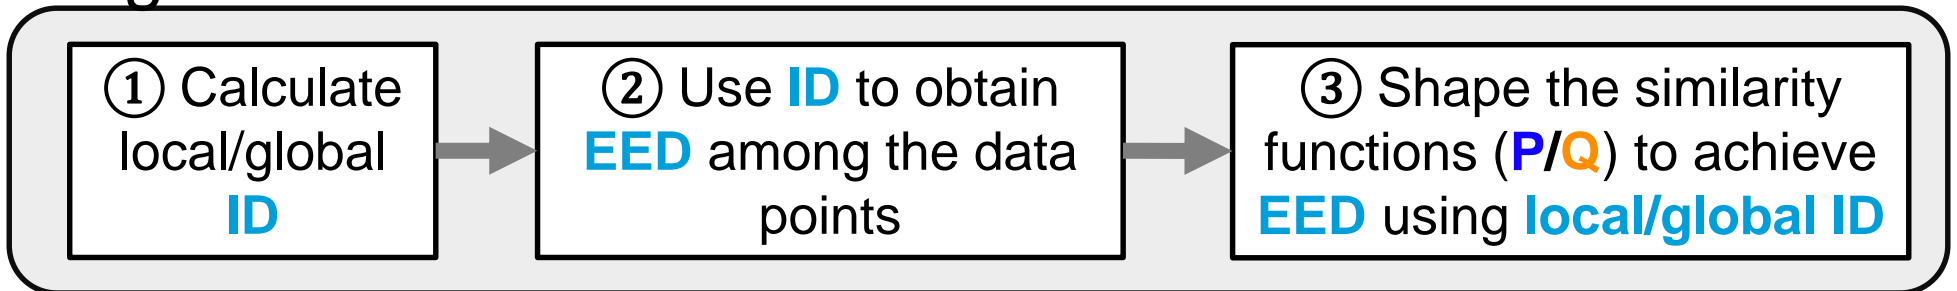 ① Calculate
local/global
ID
② Use ID to obtain
EED among the data
points
③ Shape the similarity
functions (P/Q) to achieve
EED using local/global ID